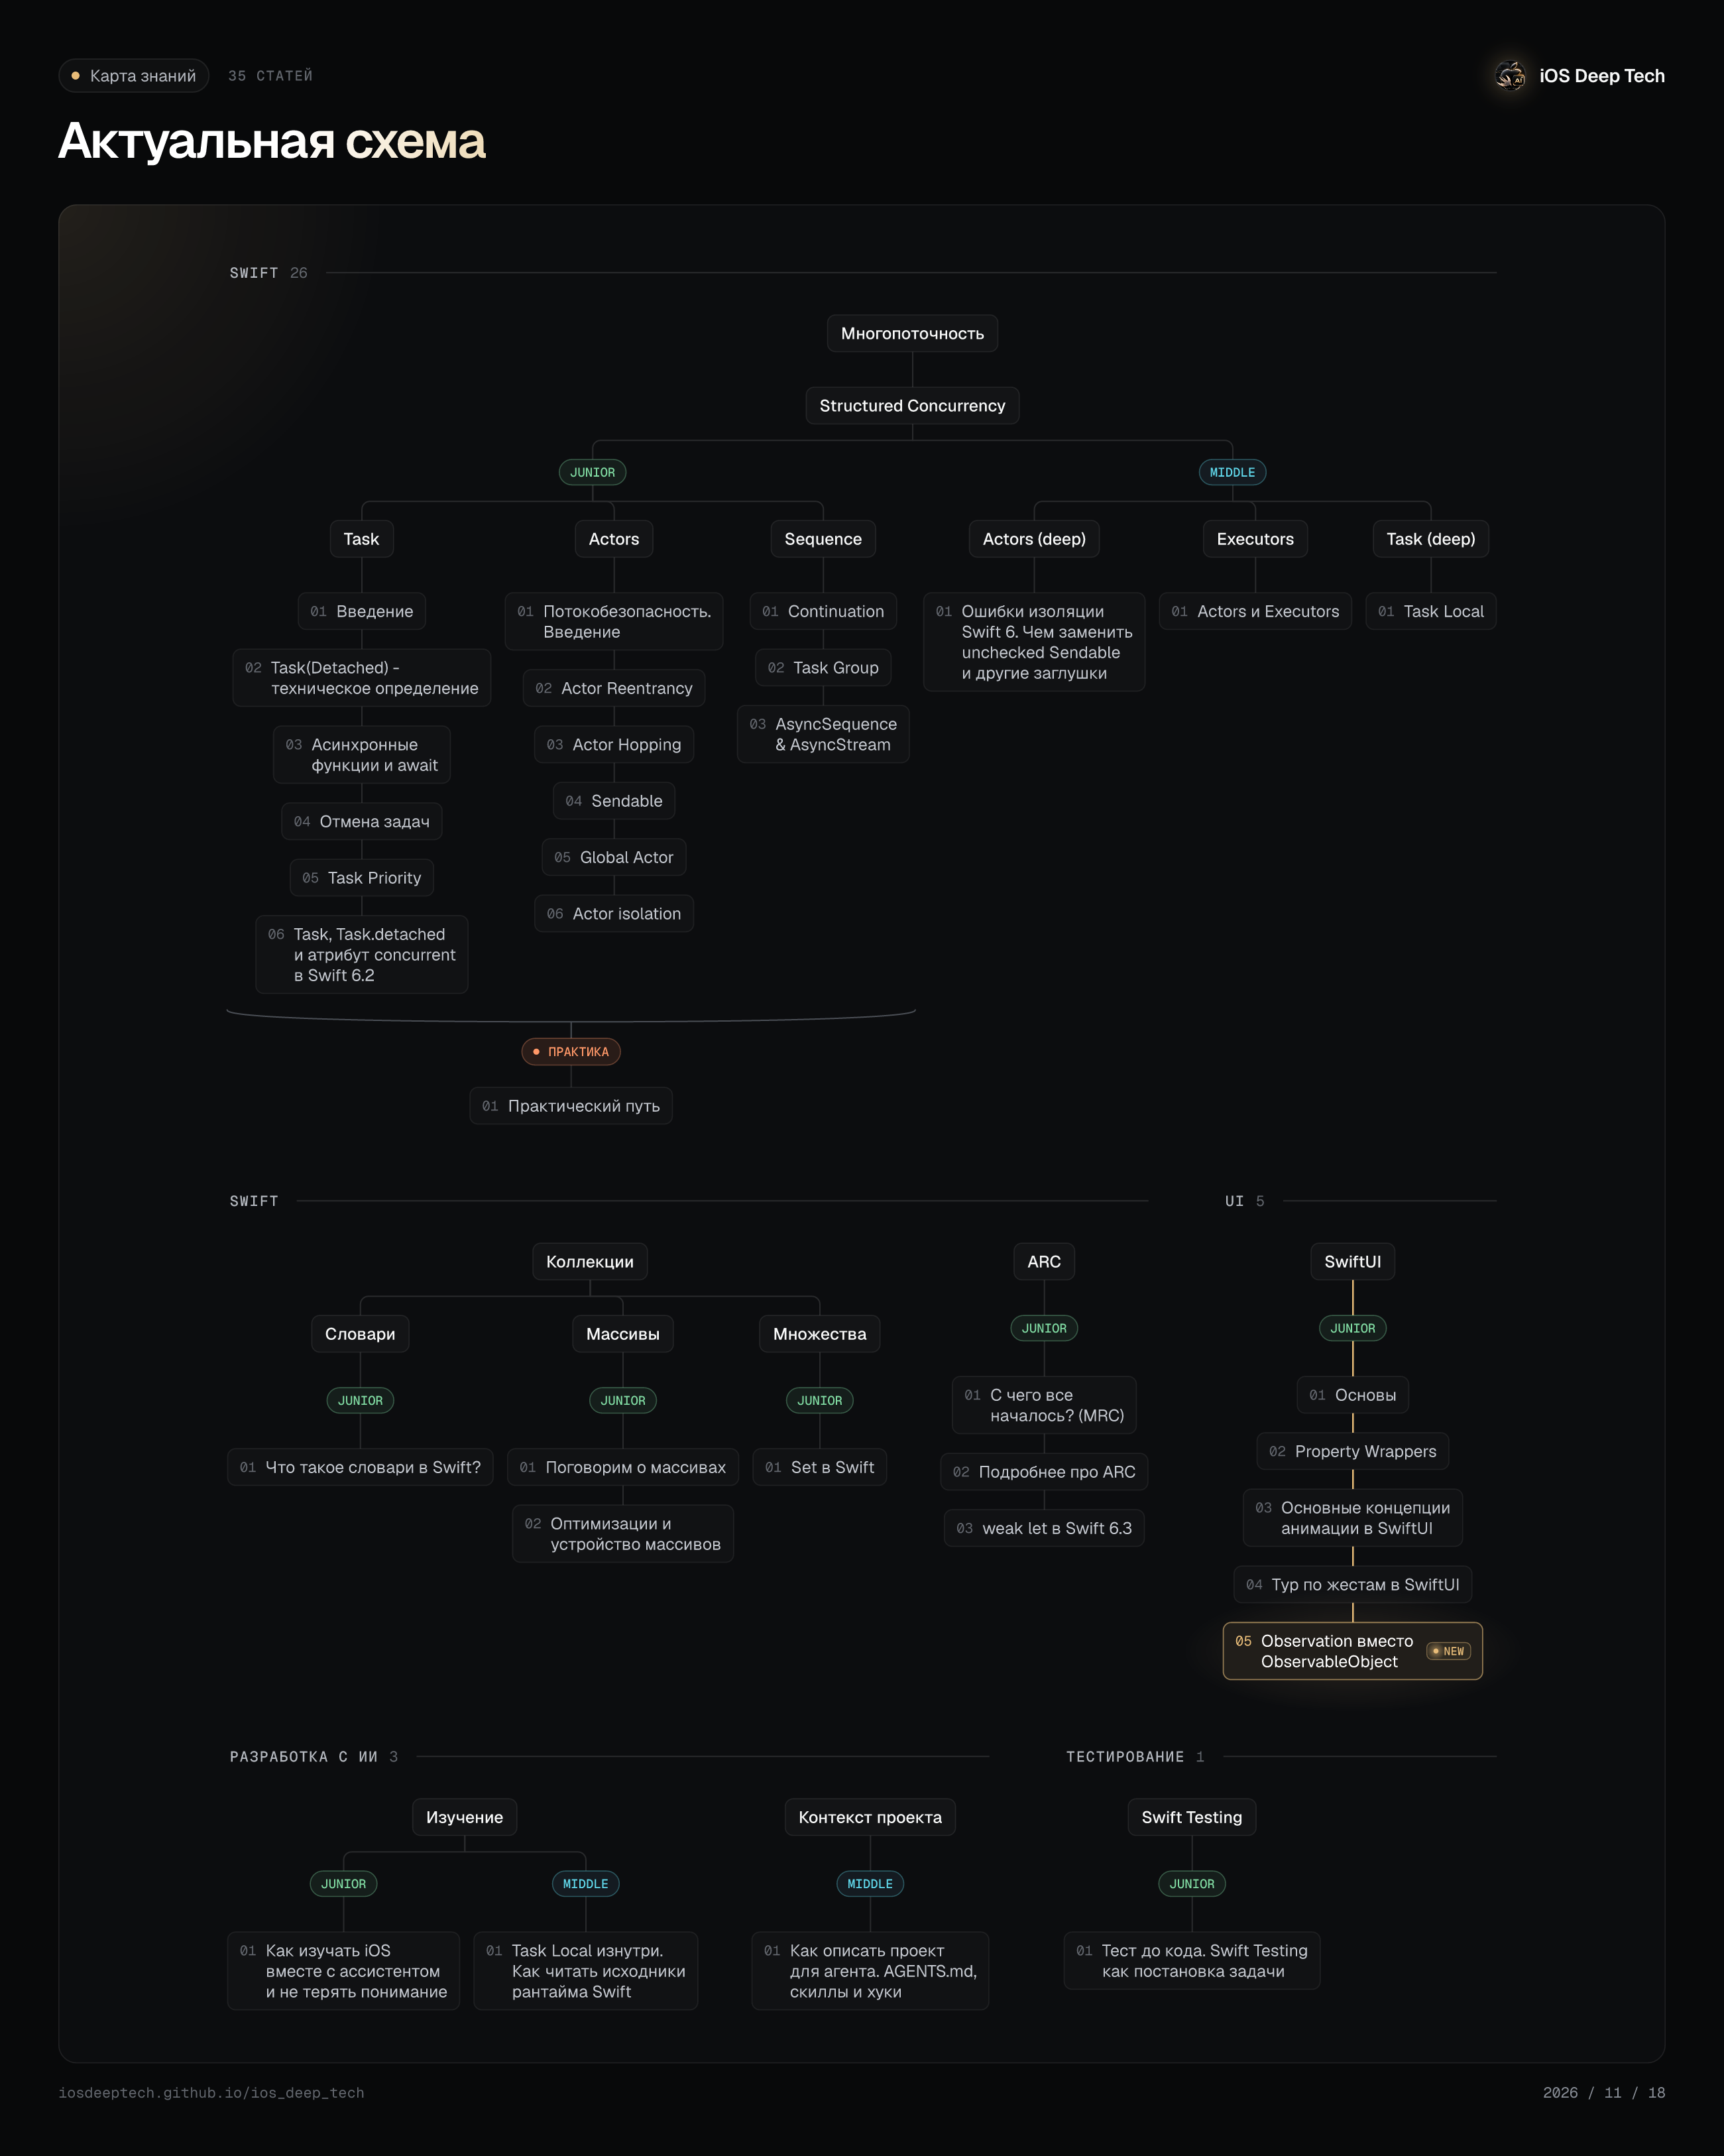 Карта знаний
35 СТАТЕЙ
iOS Deep Tech
Актуальная схема
SWIFT 26
Многопоточность
Structured Concurrency
JUNIOR
MIDDLE
Task
Actors
Sequence
Actors (deep)
Executors
Task (deep)
01 Введение
02 Task(Detached) -
техническое определение
03 Асинхронные
функции и await
04 Отмена задач
05 Task Priority
06 Task, Task.detached
и атрибут concurrent
в Swift 6.2
01 Потокобезопасность.
Введение
02 Actor Reentrancy
03 Actor Hopping
04 Sendable
05 Global Actor
06 Actor isolation
01 Continuation
02 Task Group
03 AsyncSequence
& AsyncStream
01 Ошибки изоляции
Swift 6. Чем заменить
unchecked Sendable
и другие заглушки
01 Actors и Executors
01 Task Local
ПРАКТИКА
01 Практический путь
SWIFT
Коллекции
Словари
JUNIOR
01 Что такое словари в Swift?
Массивы
JUNIOR
01 Поговорим о массивах
02 Оптимизации и
устройство массивов
Множества
JUNIOR
01 Set в Swift
ARC
JUNIOR
01 С чего все
началось? (MRC)
02 Подробнее про ARC
03 weak let в Swift 6.3
UI 5
SwiftUI
JUNIOR
01 Основы
02 Property Wrappers
03 Основные концепции
анимации в SwiftUI
04 Тур по жестам в SwiftUI
05 Observation вместо
ObservableObject
NEW
РАЗРАБОТКА С ИИ 3
Изучение
JUNIOR
01 Как изучать iOS
вместе с ассистентом
и не терять понимание
MIDDLE
01 Task Local изнутри.
Как читать исходники
рантайма Swift
Контекст проекта
MIDDLE
01 Как описать проект
для агента. AGENTS.md,
скиллы и хуки
ТЕСТИРОВАНИЕ 1
Swift Testing
JUNIOR
01 Тест до кода. Swift Testing
как постановка задачи
iosdeeptech.github.io/ios_deep_tech
2026 / 11 / 18